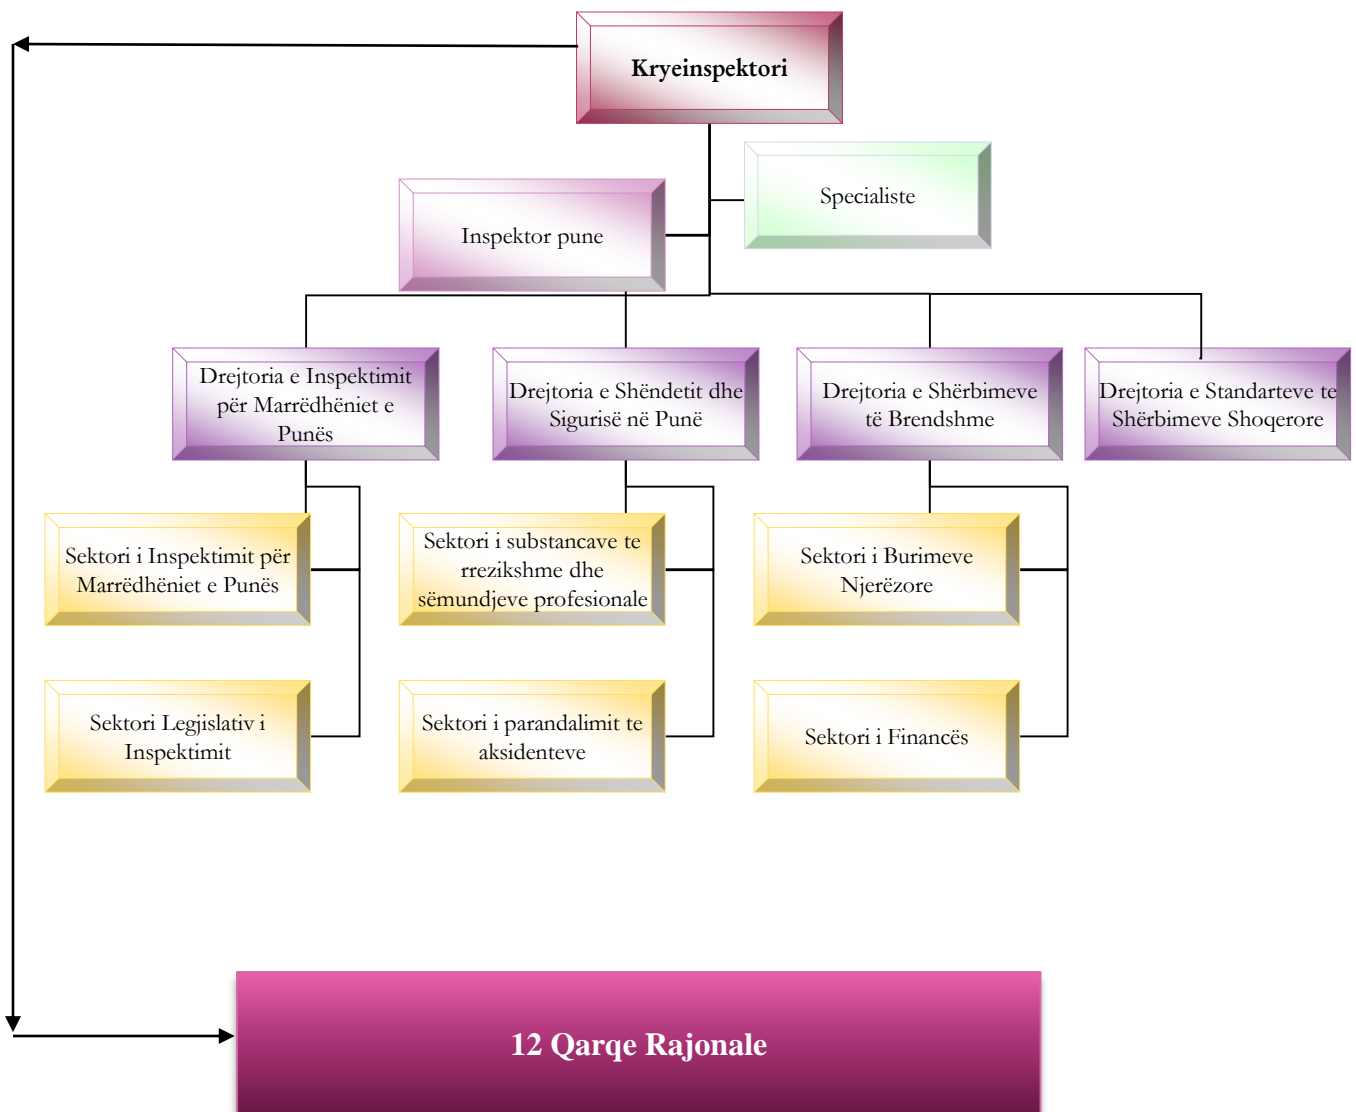 Kryeinspektori
Specialiste
Inspektor pune
Drejtoria e Inspektimit
për Marrëdhëniet e
Punës
Drejtoria e Shëndetit dhe
Sigurisë në Punë
Drejtoria e Shërbimeve
të Brendshme
Drejtoria e Standarteve te
Shërbimeve Shoqerore
Sektori i Inspektimit për
Marrëdhëniet e Punës
Sektori i substancave te
rrezikshme dhe
sëmundjeve profesionale
Sektori i Burimeve
Njerëzore
Sektori Legjislativ i
Inspektimit
Sektori i parandalimit te
aksidenteve
Sektori i Financës
12 Qarqe Rajonale